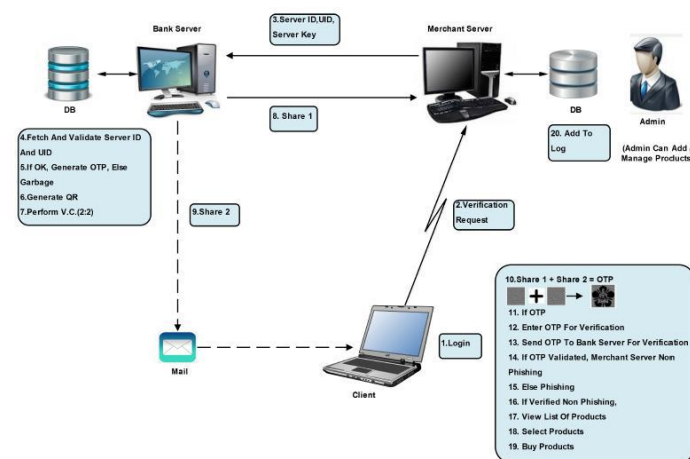 3.Server ID,UID,
Server Key
Bank Server
Merchant Server
DB
8. Share 1
DB
Admin
4.Fetch And Validate Server ID
And UID
5.If OK, Generate OTP, Else
Garbage
6.Generate QR
7.Perform V.C.(2:2)
20. Add To
Log
(Admin Can Add
Manage Products
9.Share 2
2.Verification
Request
1.Login
Mail
Client
10.Share 1 + Share 2 = OTP
11. If OTP
12. Enter OTP For Verification
13. Send OTP To Bank Server For Verification
14. If OTP Validated, Merchant Server Non
Phishing
15. Else Phishing
16. If Verified Non Phishing,
17. View List Of Products
18. Select Products
19. Buy Products